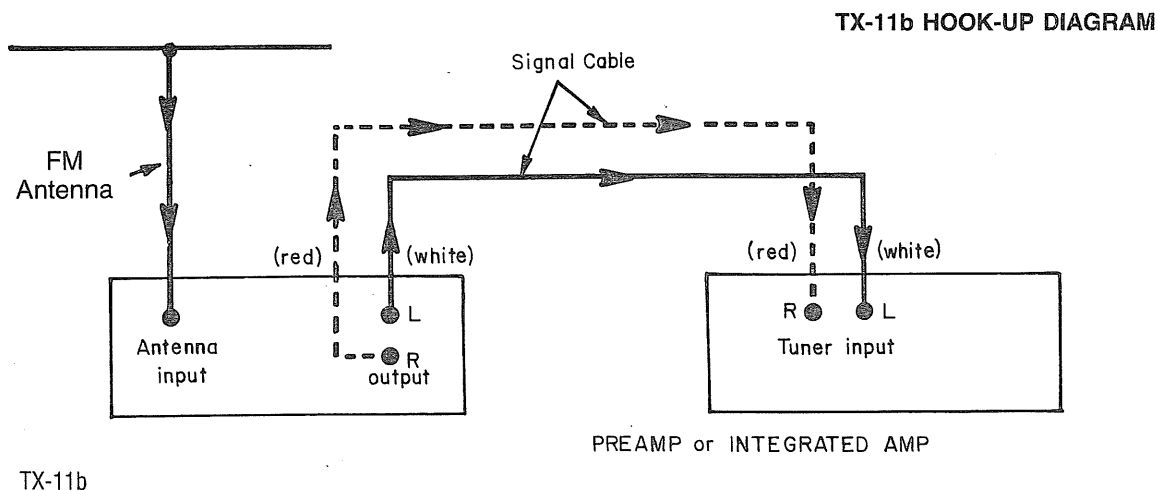 TX-11b HOOK-UP DIAGRAM
Signal Cable
FM
Antenna
(red)
(white)
(red)
(white)
L
R
output
Antenna
input
R
L
Tuner input
PREAMP or INTEGRATED AMP
TX-11b